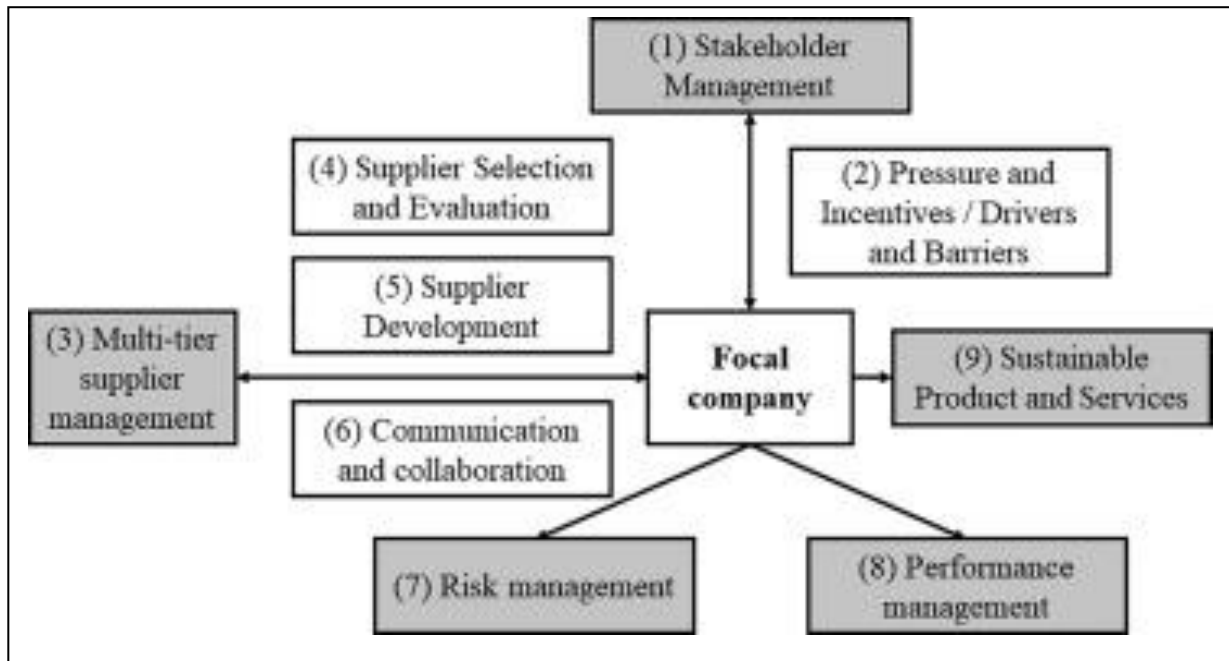 (1) Stakeholder
Management
(4) Supplier Selection
and Evaluation
(2) Pressure and
Incentives / Drivers
and Barriers
(5) Supplier
Development
(3) Multi-tier
supplier
management
Focal
company
(9) Sustainable
Product and Services
(6) Communication
and collaboration
(7) Risk management
(8) Performance
management